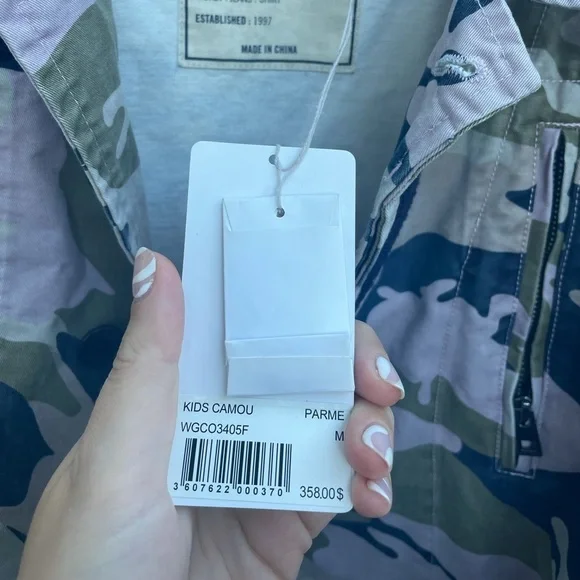 ESTABLISHED: 1997
MADE IN CHINA
KIDS CAMOU PARME
WGCO3405F M
3 607622 000370 358.00$